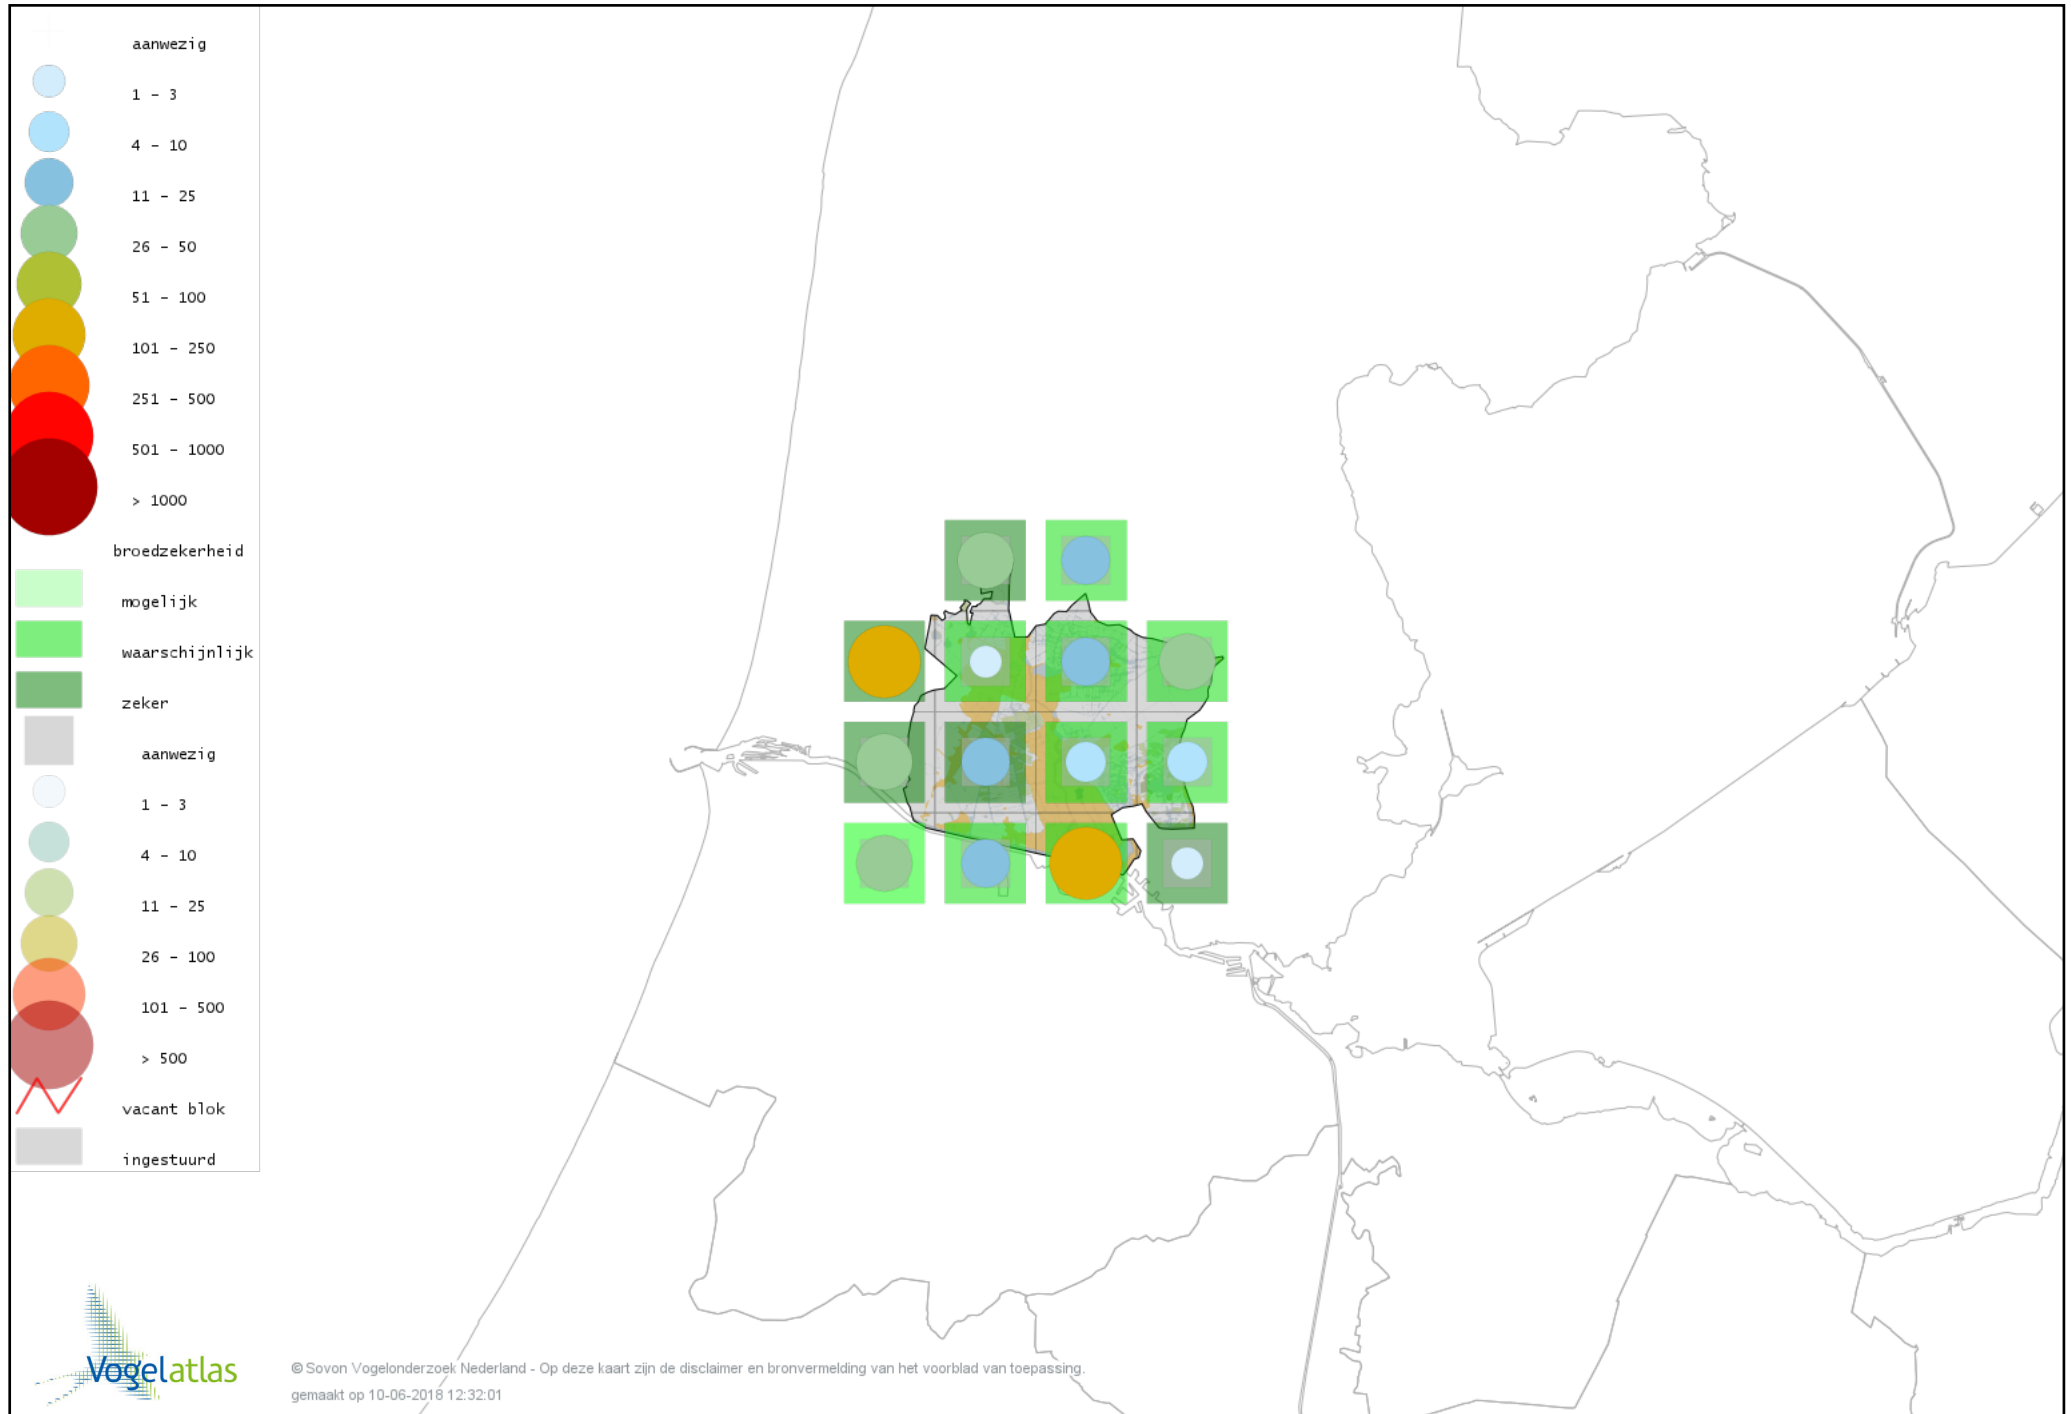 aanwezig
1 - 3
4 - 10
11 - 25
26 - 50
51 - 100
101 - 250
251 - 500
501 - 1000
> 1000
broedzekerheid
mogelijk
waarschijnlijk
zeker
aanwezig
1 - 3
4 - 10
11 - 25
26 - 100
101 - 500
> 500
vacant blok
ingestuurd
Vogelatlas
© Sovon Vogelonderzoek Nederland - Op deze kaart zijn de disclaimer en bronvermelding van het voorblad van toepassing.
gemaakt op 10-06-2018 12:32:01